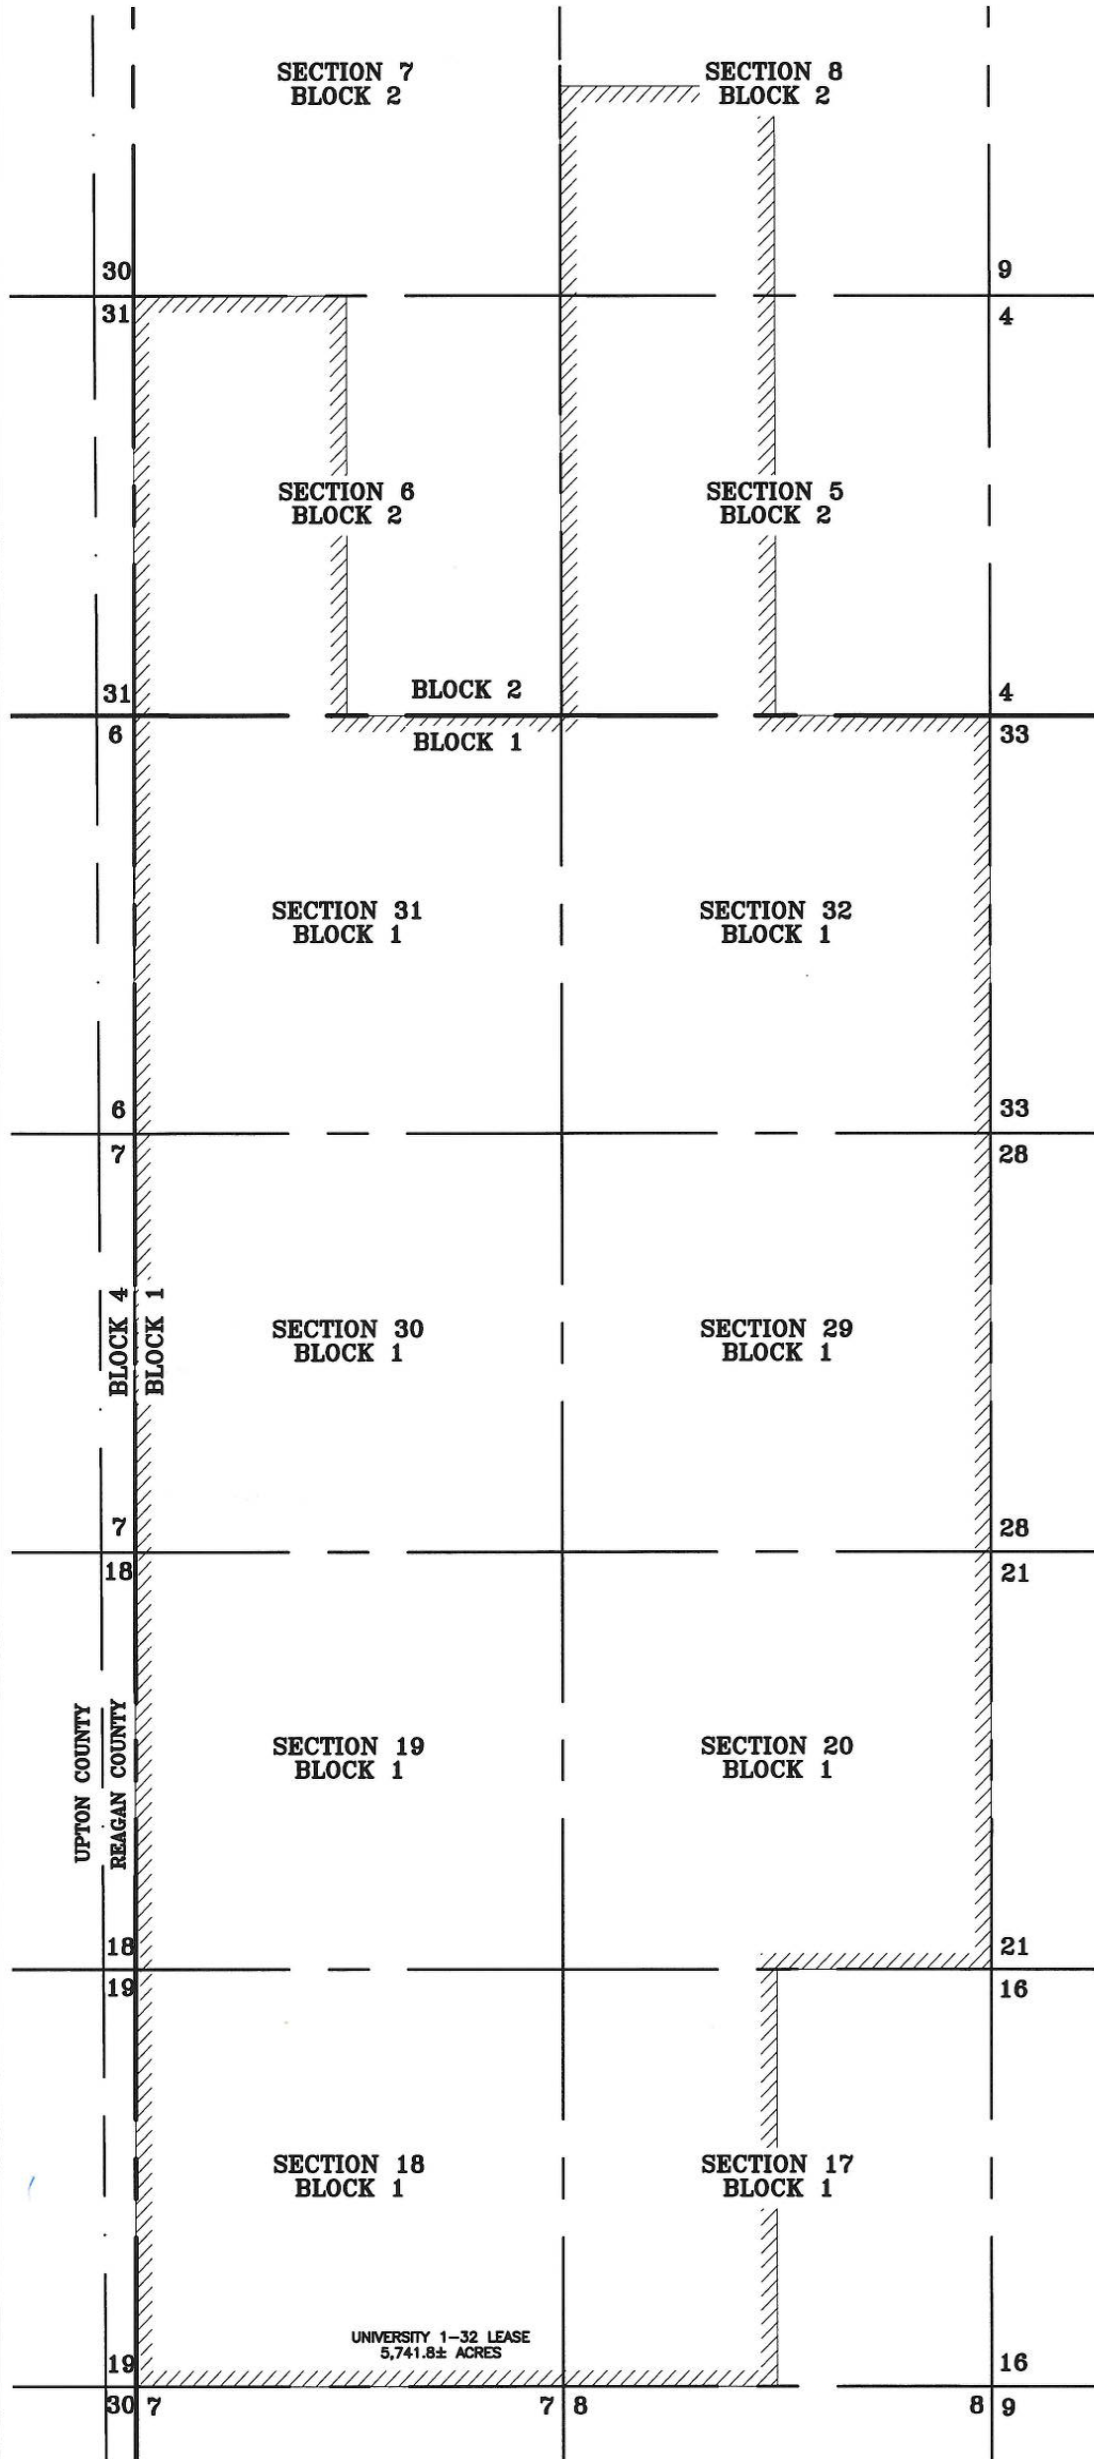 SECTION 7
BLOCK 2
SECTION 8
BLOCK 2
30
9
31
4
SECTION 6
BLOCK 2
SECTION 5
BLOCK 2
31
BLOCK 2
4
6
BLOCK 1
33
SECTION 31
BLOCK 1
SECTION 32
BLOCK 1
6
33
7
28
BLOCK 4
BLOCK 1
SECTION 30
BLOCK 1
SECTION 29
BLOCK 1
7
28
18
21
UPTON COUNTY
REAGAN COUNTY
SECTION 19
BLOCK 1
SECTION 20
BLOCK 1
18
21
19
16
SECTION 18
BLOCK 1
SECTION 17
BLOCK 1
UNIVERSITY 1-32 LEASE
5,741.8± ACRES
19
16
30 7
7 8
8 9